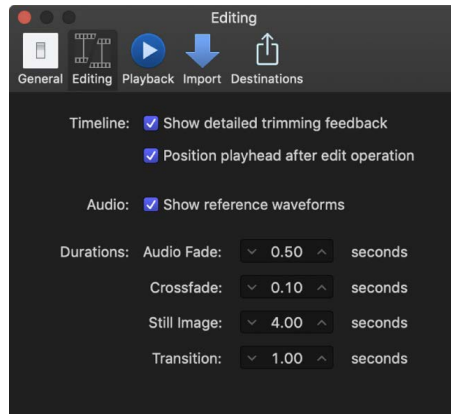 Editing
General Editing Playback Import Destinations
Timeline: Show detailed trimming feedback
Position playhead after edit operation
Audio: Show reference waveforms
Durations: Audio Fade: 0.50 seconds
Crossfade: 0.10 seconds
Still Image: 4.00 seconds
Transition: 1.00 seconds